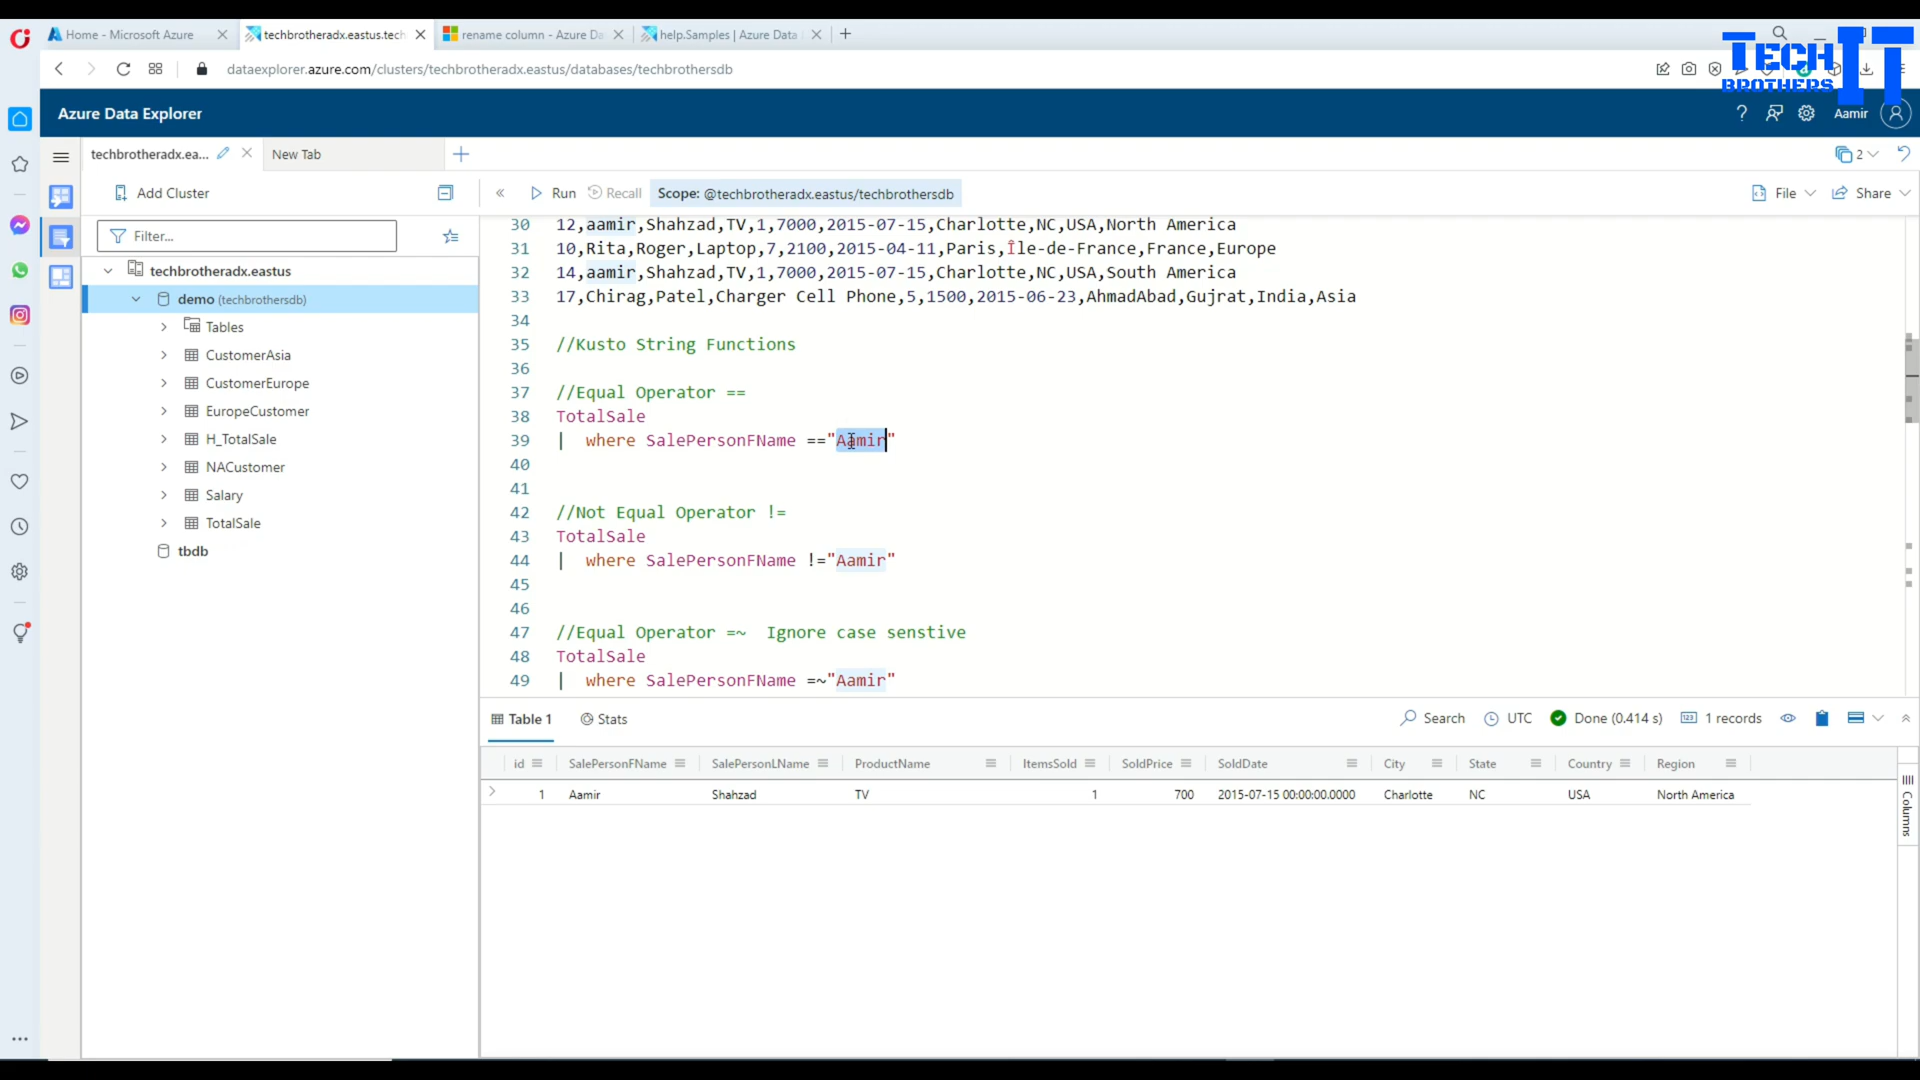 Home - Microsoft Azure
techbrotheradx.eastus.tech
rename column - Azure Da
help.Samples | Azure Data
TECH IT
BROTHERS
dataexplorer.azure.com/clusters/techbrotheradx.eastus/databases/techbrothersdb
Azure Data Explorer
? Aamir
techbrotheradx.ea...
New Tab
2
Add Cluster
Run
Recall
Scope: @techbrotheradx.eastus/techbrothersdb
File
Share
Filter...
techbrotheradx.eastus
demo (techbrothersdb)
Tables
CustomerAsia
CustomerEurope
EuropeCustomer
H_TotalSale
NACustomer
Salary
TotalSale
tbdb
30 12,aamir,Shahzad,TV,1,7000,2015-07-15,Charlotte,NC,USA,North America
31 10,Rita,Roger,Laptop,7,2100,2015-04-11,Paris,Île-de-France,France,Europe
32 14,aamir,Shahzad,TV,1,7000,2015-07-15,Charlotte,NC,USA,South America
33 17,Chirag,Patel,Charger Cell Phone,5,1500,2015-06-23,AhmadAbad,Gujrat,India,Asia
34
35 //Kusto String Functions
36
37 //Equal Operator ==
38 TotalSale
39 | where SalePersonFName =="Aamir"
40
41
42 //Not Equal Operator !=
43 TotalSale
44 | where SalePersonFName !="Aamir"
45
46
47 //Equal Operator =~ Ignore case senstive
48 TotalSale
49 | where SalePersonFName =~"Aamir"
Table 1
Stats
Search
UTC
Done (0.414 s)
1 records
id SalePersonFName SalePersonLName ProductName ItemsSold SoldPrice SoldDate City State Country Region
1 Aamir Shahzad TV 1 700 2015-07-15 00:00:00.0000 Charlotte NC USA North America
Columns